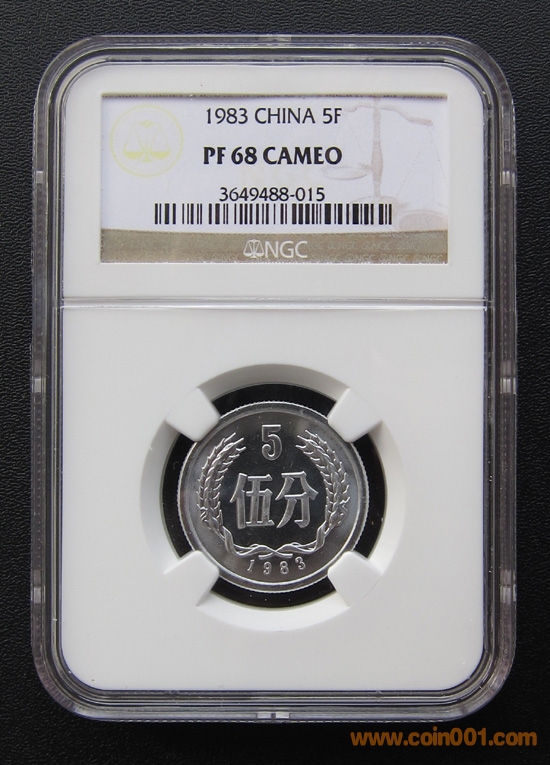 1983 CHINA 5F
PF 68 CAMEO
3649488-015
NGC
5
伍分
1983
www.coin001.com